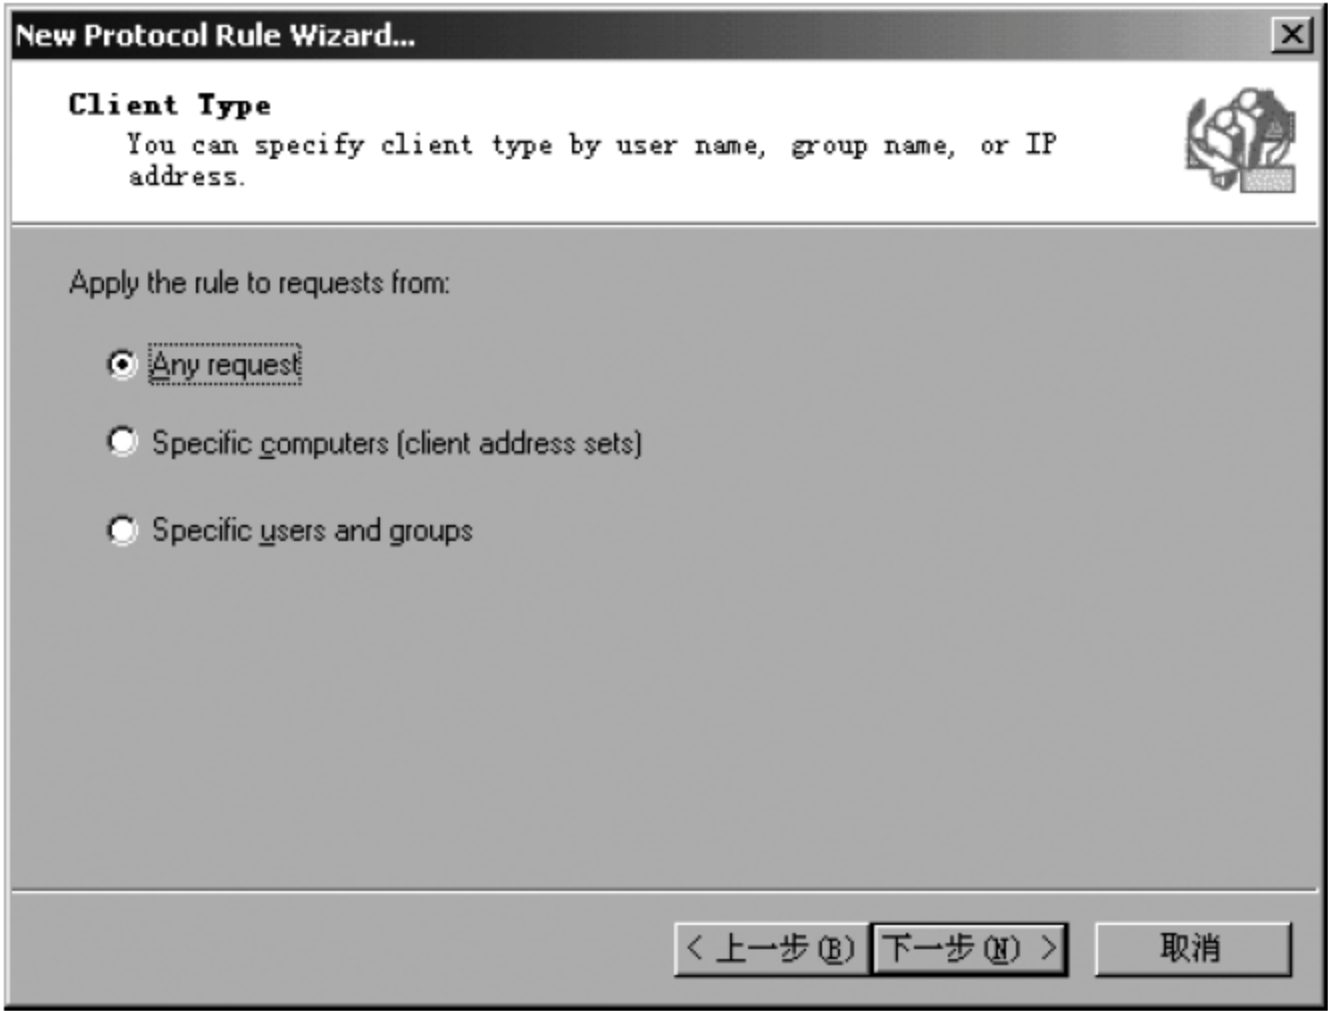 New Protocol Rule Wizard...
Client Type
You can specify client type by user name, group name, or IP
address.
Apply the rule to requests from:
Any request
Specific computers (client address sets)
Specific users and groups
< 上一步(B) 下一步(N) > 取消